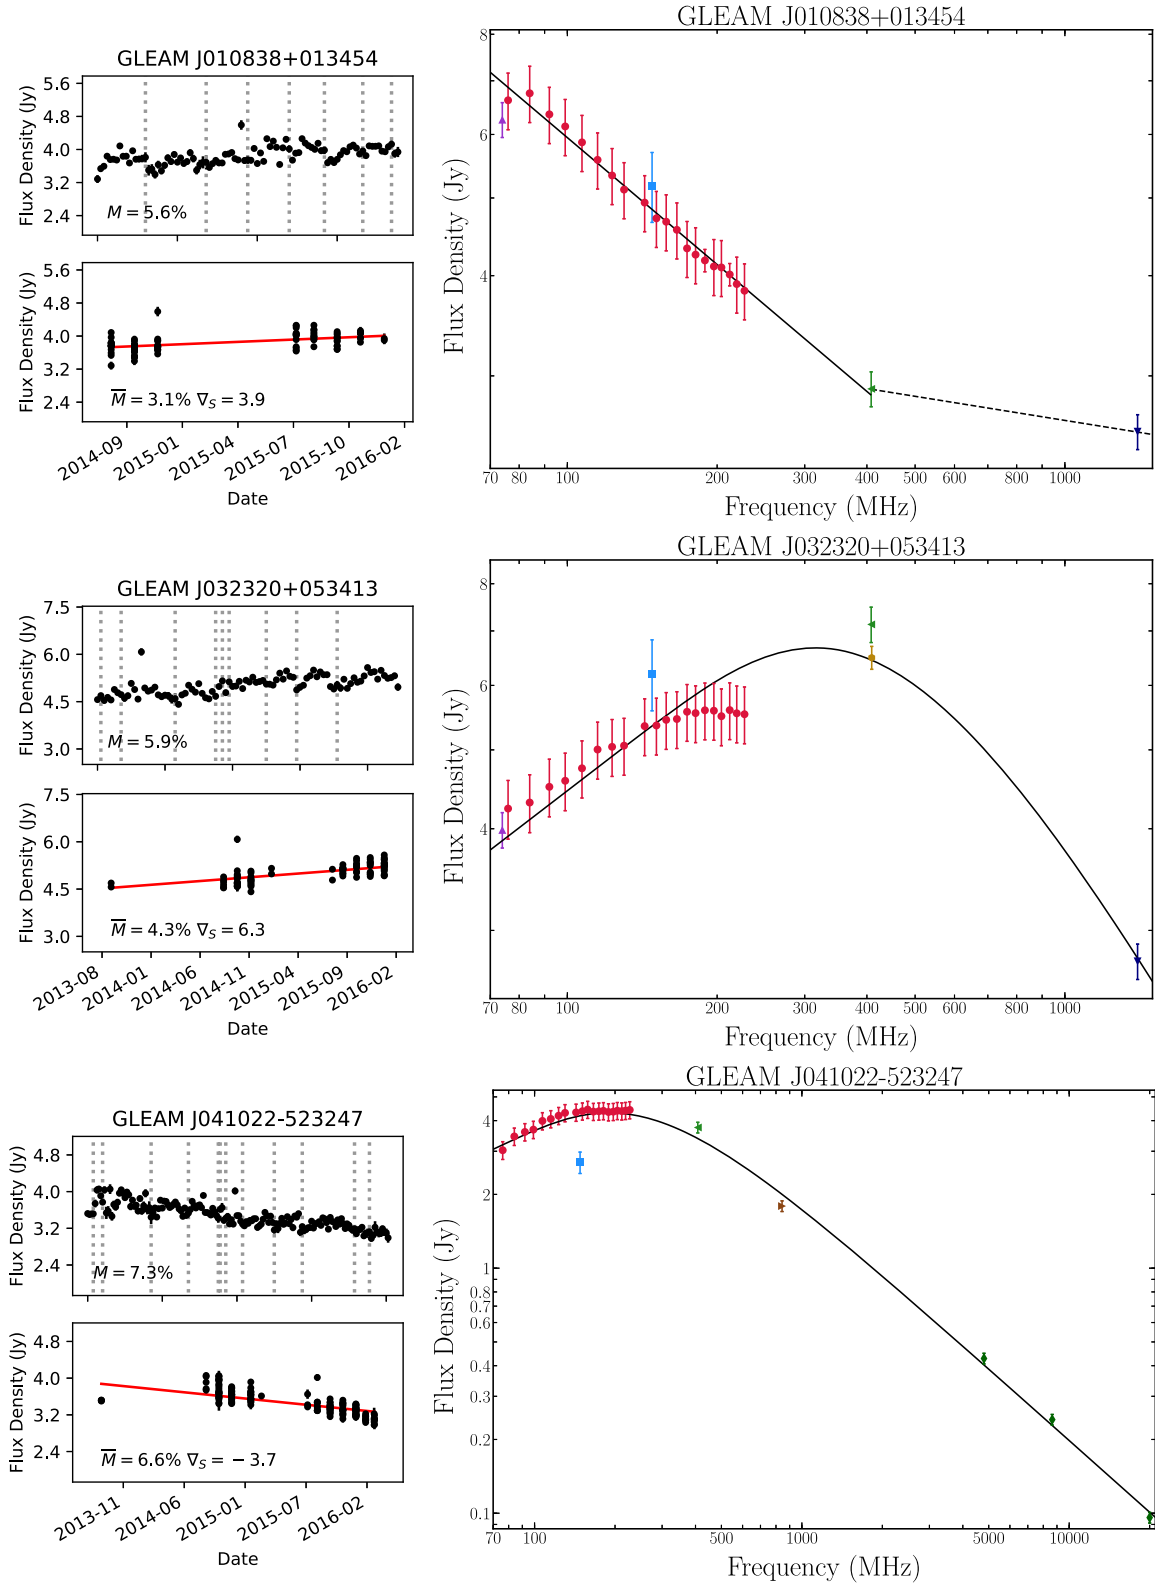 GLEAM J010838+013454
Flux Density (Jy)
5.6
4.8
4.0
3.2
2.4
M = 5.6%
Flux Density (Jy)
5.6
4.8
4.0
3.2
2.4
M = 3.1% ∇S = 3.9
2014-09 2015-01 2015-04 2015-07 2015-10 2016-02
Date
GLEAM J010838+013454
Flux Density (Jy)
8
6
4
70 80 100 200 300 400 600 800 1000
Frequency (MHz)
GLEAM J032320+053413
Flux Density (Jy)
7.5
6.0
4.5
3.0
M = 5.9%
Flux Density (Jy)
7.5
6.0
4.5
3.0
M = 4.3% ∇S = 6.3
2013-08 2014-01 2014-06 2014-11 2015-04 2015-09 2016-02
Date
GLEAM J032320+053413
Flux Density (Jy)
8
6
4
70 80 100 200 300 400 600 800 1000
Frequency (MHz)
GLEAM J041022-523247
Flux Density (Jy)
4.8
4.0
3.2
2.4
M = 7.3%
Flux Density (Jy)
4.8
4.0
3.2
2.4
M = 6.6% ∇S = −3.7
2013-11 2014-06 2015-01 2015-07 2016-02
Date
GLEAM J041022-523247
Flux Density (Jy)
4
2
1
0.8
0.6
0.4
0.3
0.2
0.1
70 100 200 500 1000 5000 10000
Frequency (MHz)